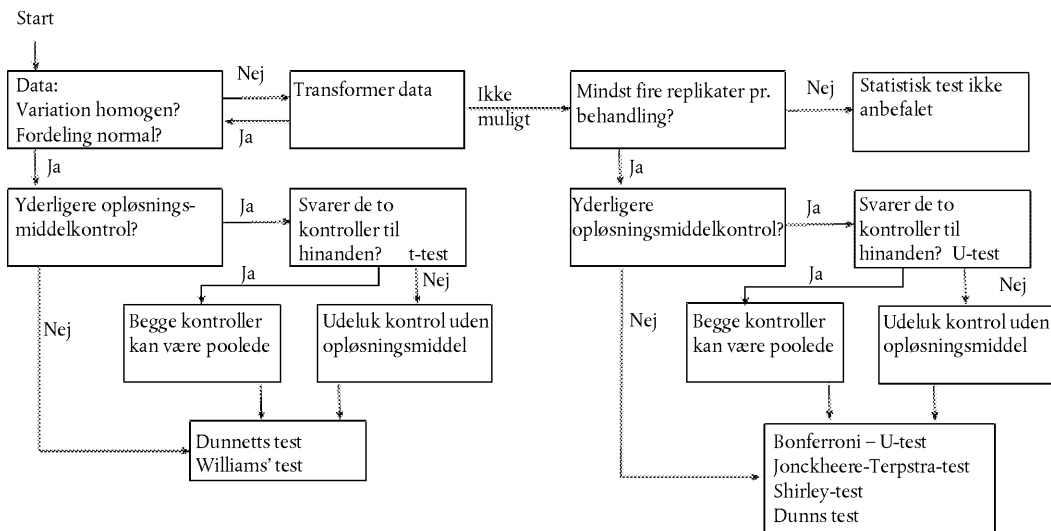 Start
Data:
Variation homogen?
Fordeling normal?
Nej
Ja
Transformer data
Ikke
muligt
Mindst fire replikater pr.
behandling?
Nej
Statistisk test ikke
anbefalet
Ja
Ja
Yderligere opløsnings-
middelkontrol?
Ja
Svarer de to
kontroller til
hinanden? t-test
Yderligere
opløsningsmiddelkontrol?
Ja
Svarer de to
kontroller til
hinanden? U-test
Ja
Nej
Ja
Nej
Nej
Begge kontroller
kan være poolede
Udeluk kontrol uden
opløsningsmiddel
Nej
Begge kontroller
kan være poolede
Udeluk kontrol uden
opløsningsmiddel
Dunnetts test
Williams’ test
Bonferroni – U-test
Jonckheere-Terpstra-test
Shirley-test
Dunns test